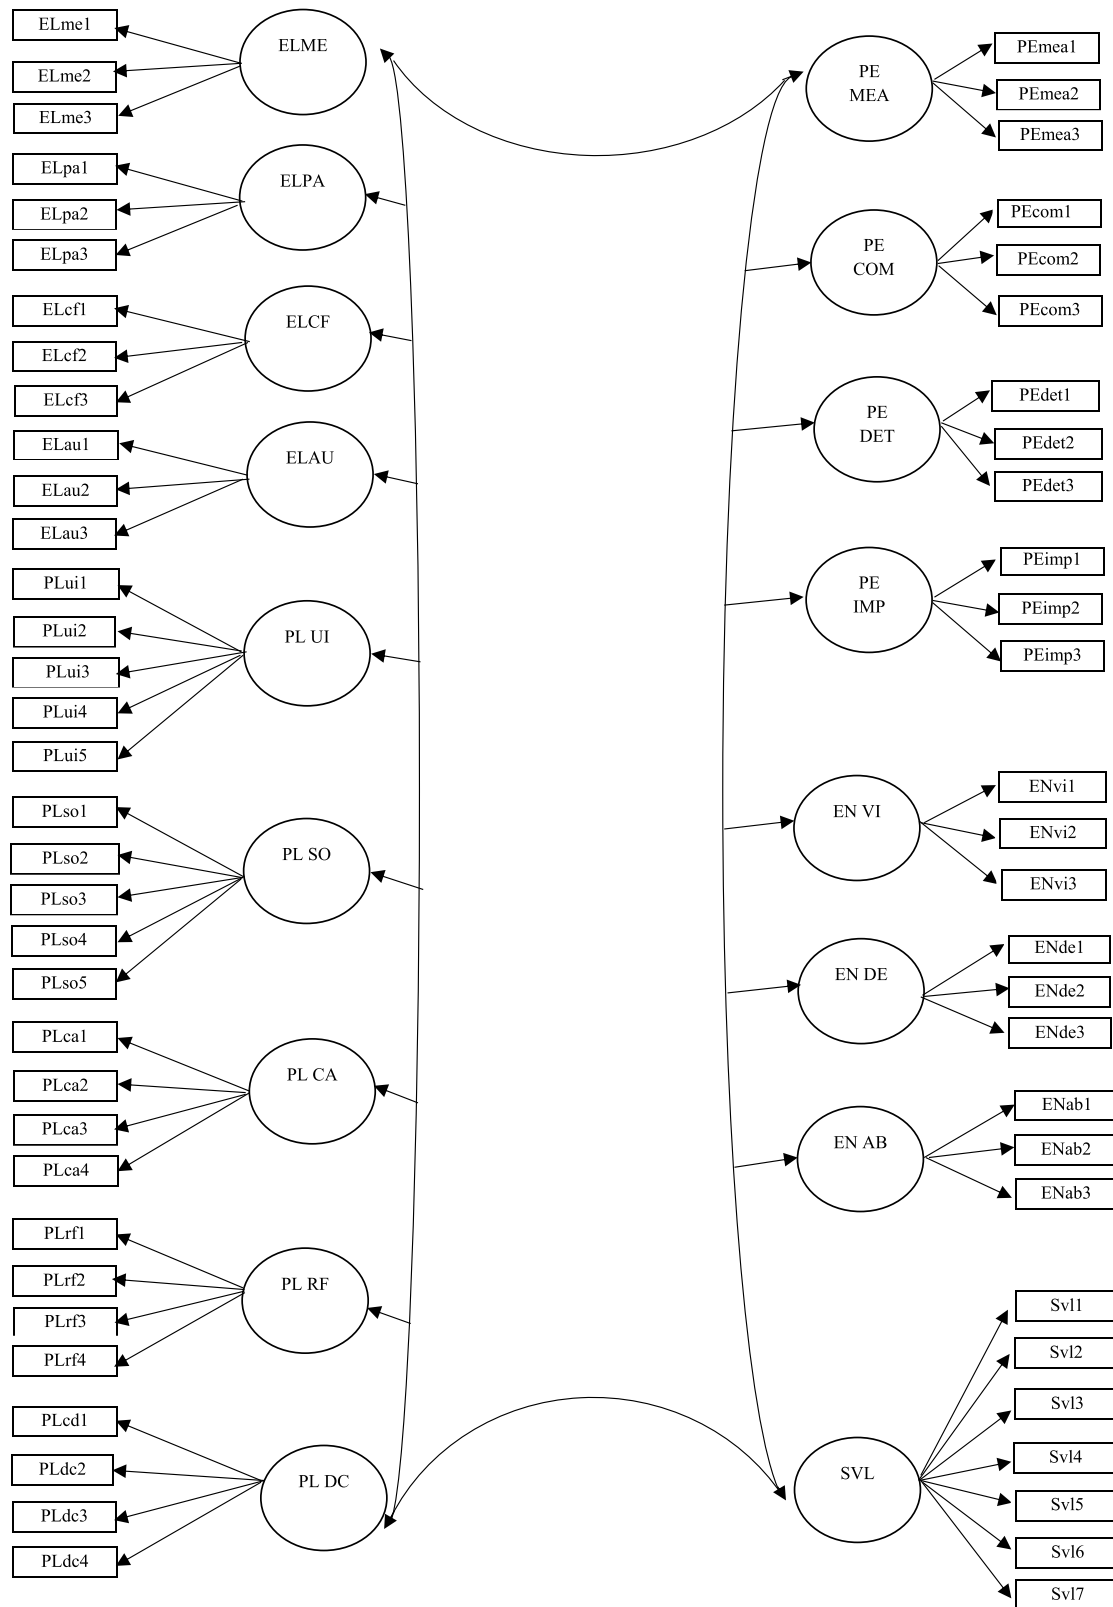 ELme1
ELme2
ELme3
ELME
ELpa1
ELpa2
ELpa3
ELPA
ELcf1
ELcf2
ELcf3
ELCF
ELau1
ELau2
ELau3
ELAU
PLui1
PLui2
PLui3
PLui4
PLui5
PL UI
PLso1
PLso2
PLso3
PLso4
PLso5
PL SO
PLca1
PLca2
PLca3
PLca4
PL CA
PLrf1
PLrf2
PLrf3
PLrf4
PL RF
PLcd1
PLdc2
PLdc3
PLdc4
PL DC
PE
MEA
PEmea1
PEmea2
PEmea3
PE
COM
PEcom1
PEcom2
PEcom3
PE
DET
PEdet1
PEdet2
PEdet3
PE
IMP
PEimp1
PEimp2
PEimp3
EN VI
ENvi1
ENvi2
ENvi3
EN DE
ENde1
ENde2
ENde3
EN AB
ENab1
ENab2
ENab3
SVL
Svl1
Svl2
Svl3
Svl4
Svl5
Svl6
Svl7